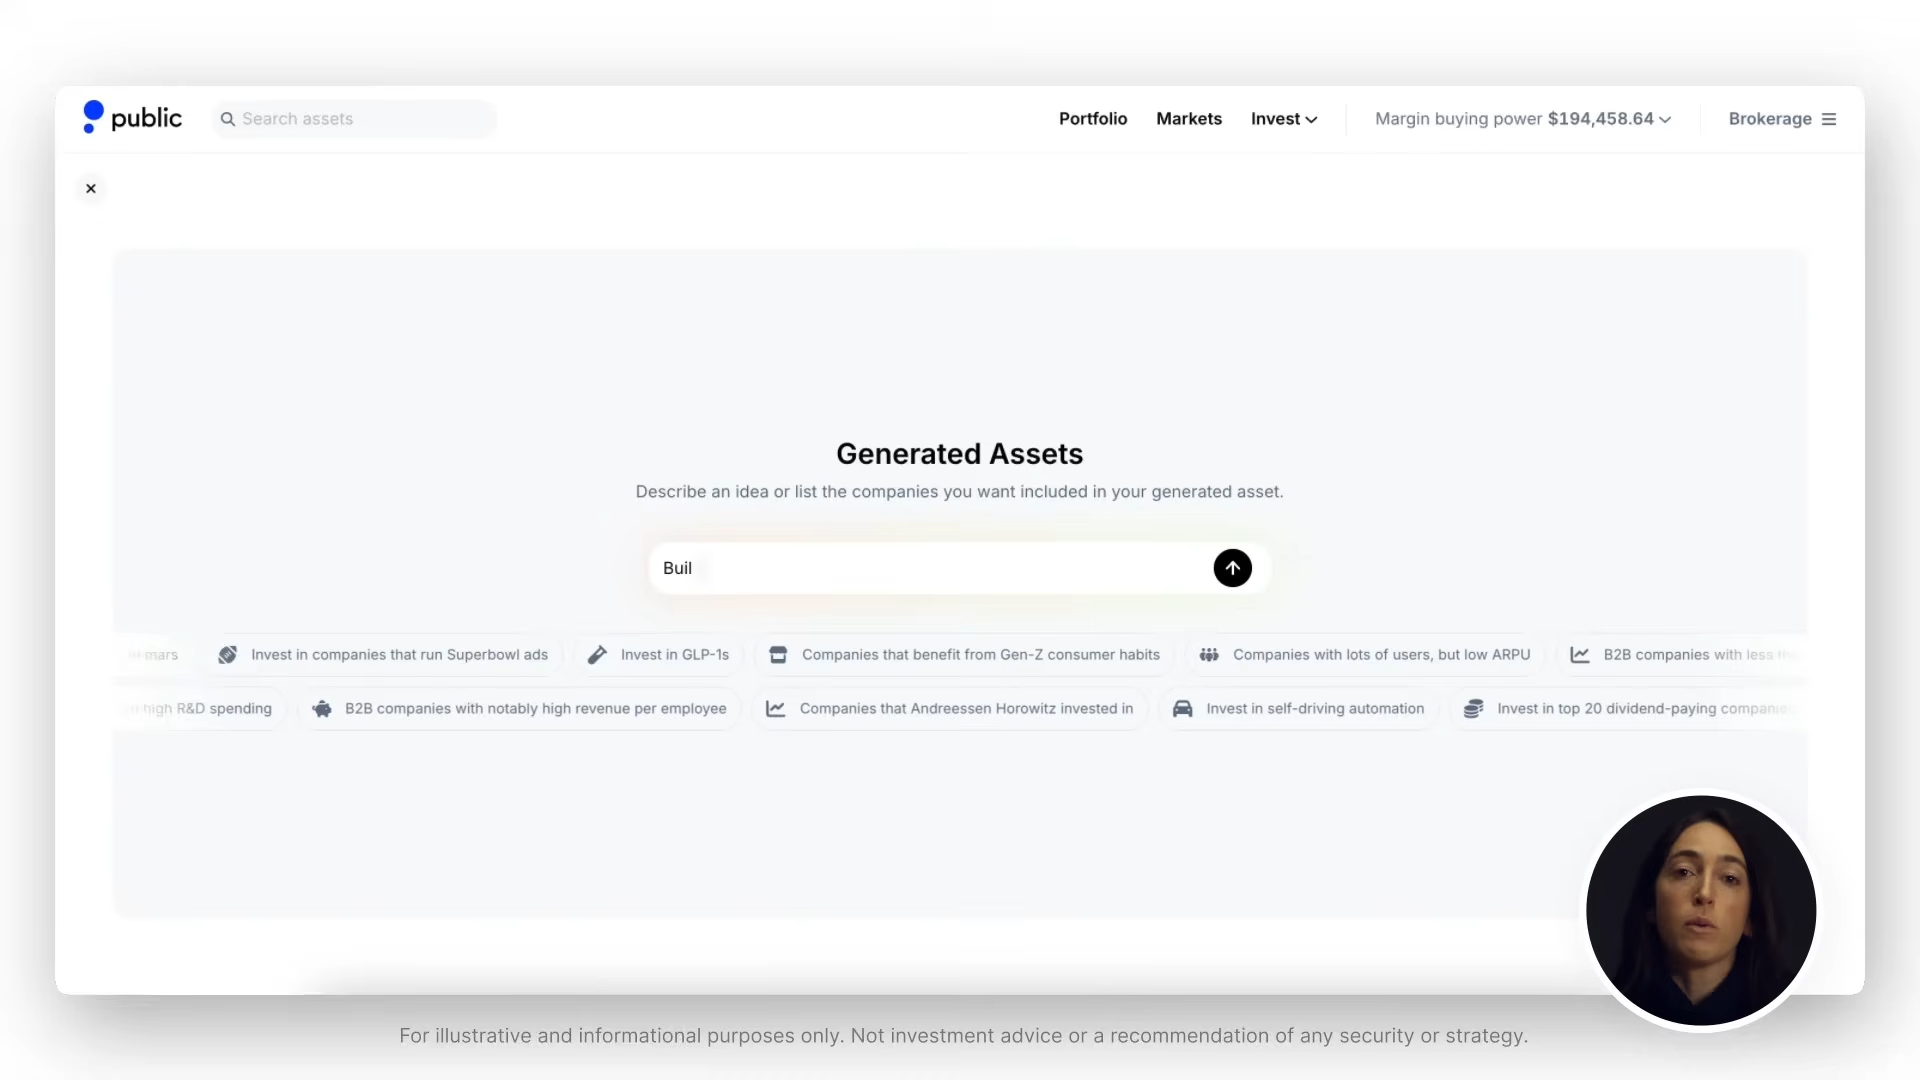 public
Search assets
Portfolio
Markets
Invest
Margin buying power $194,458.64
Brokerage
Generated Assets
Describe an idea or list the companies you want included in your generated asset.
Buil
mars
Invest in companies that run Superbowl ads
Invest in GLP-1s
Companies that benefit from Gen-Z consumer habits
Companies with lots of users, but low ARPU
B2B companies with less
high R&D spending
B2B companies with notably high revenue per employee
Companies that Andreessen Horowitz invested in
Invest in self-driving automation
Invest in top 20 dividend-paying companies
For illustrative and informational purposes only. Not investment advice or a recommendation of any security or strategy.